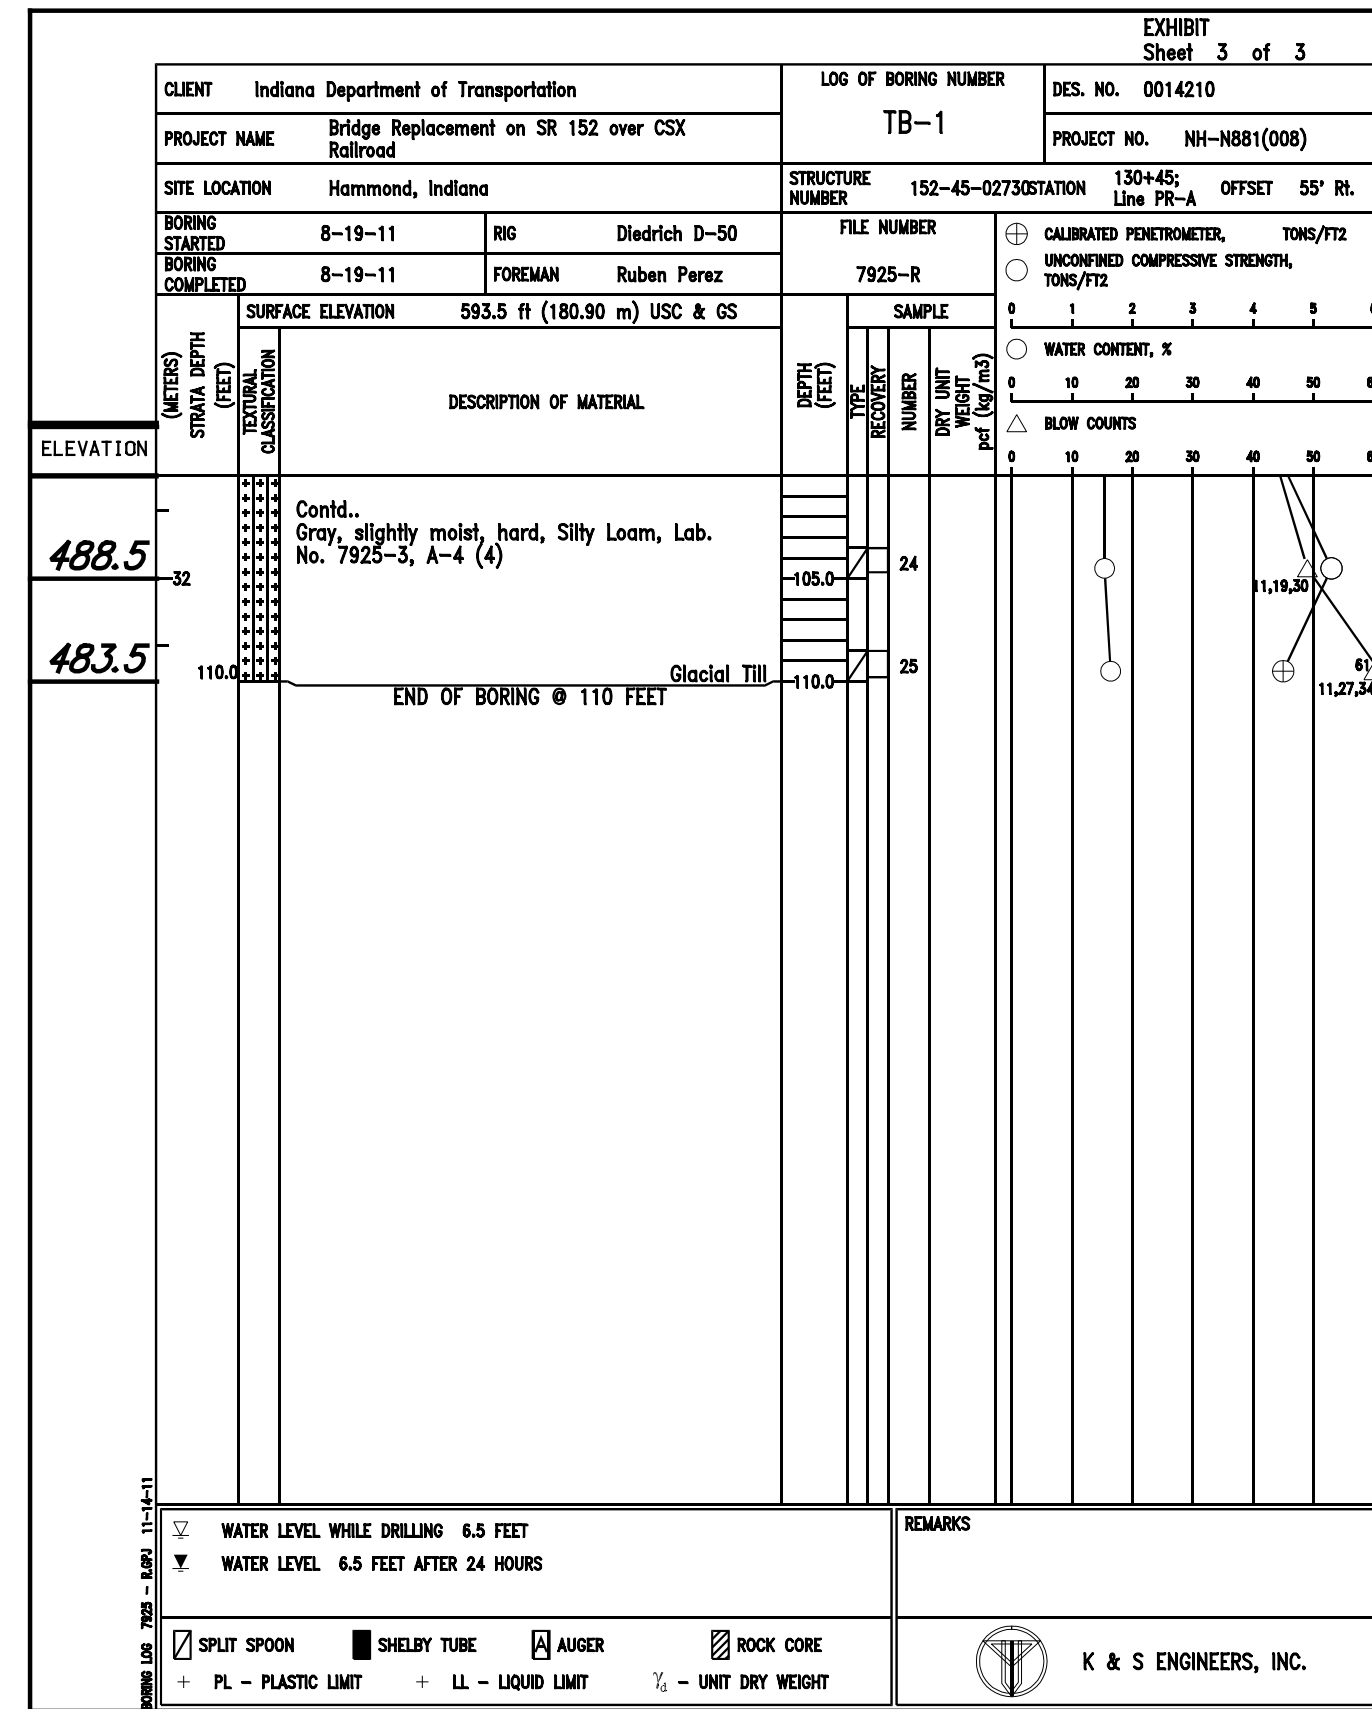 EXHIBIT
Sheet 3 of 3
CLIENT Indiana Department of Transportation
LOG OF BORING NUMBER
TB-1
DES. NO. 0014210
PROJECT NAME Bridge Replacement on SR 152 over CSX
Railroad
PROJECT NO. NH-N881(008)
SITE LOCATION Hammond, Indiana
STRUCTURE
NUMBER
152-45-02730
STATION
130+45;
Line PR-A
OFFSET 55' Rt.
BORING
STARTED
8-19-11
RIG Diedrich D-50
FILE NUMBER
7925-R
BORING
COMPLETED
8-19-11
FOREMAN Ruben Perez
CALIBRATED PENETROMETER, TONS/FT2
UNCONFINED COMPRESSIVE STRENGTH,
TONS/FT2
0 1 2 3 4 5
SURFACE ELEVATION 593.5 ft (180.90 m) USC & GS
SAMPLE
WATER CONTENT, %
0 10 20 30 40 50
BLOW COUNTS
0 10 20 30 40 50
ELEVATION
(METERS)
STRATA DEPTH
(FEET)
TEXTURAL
CLASSIFICATION
DESCRIPTION OF MATERIAL
DEPTH
(FEET)
TYPE
RECOVERY
NUMBER
DRY UNIT
WEIGHT
pcf (kg/m3)
Contd..
Gray, slightly moist, hard, Silty Loam, Lab.
No. 7925-3, A-4 (4)
488.5
32
105.0
24
11,19,30
483.5
110.0
Glacial Till
110.0
25
61
11,27,34
END OF BORING @ 110 FEET
WATER LEVEL WHILE DRILLING 6.5 FEET
WATER LEVEL 6.5 FEET AFTER 24 HOURS
REMARKS
SPLIT SPOON SHELBY TUBE A AUGER ROCK CORE
+ PL - PLASTIC LIMIT + LL - LIQUID LIMIT γd - UNIT DRY WEIGHT
K & S ENGINEERS, INC.
BORING LOG 7925 - R.GPJ 11-14-11